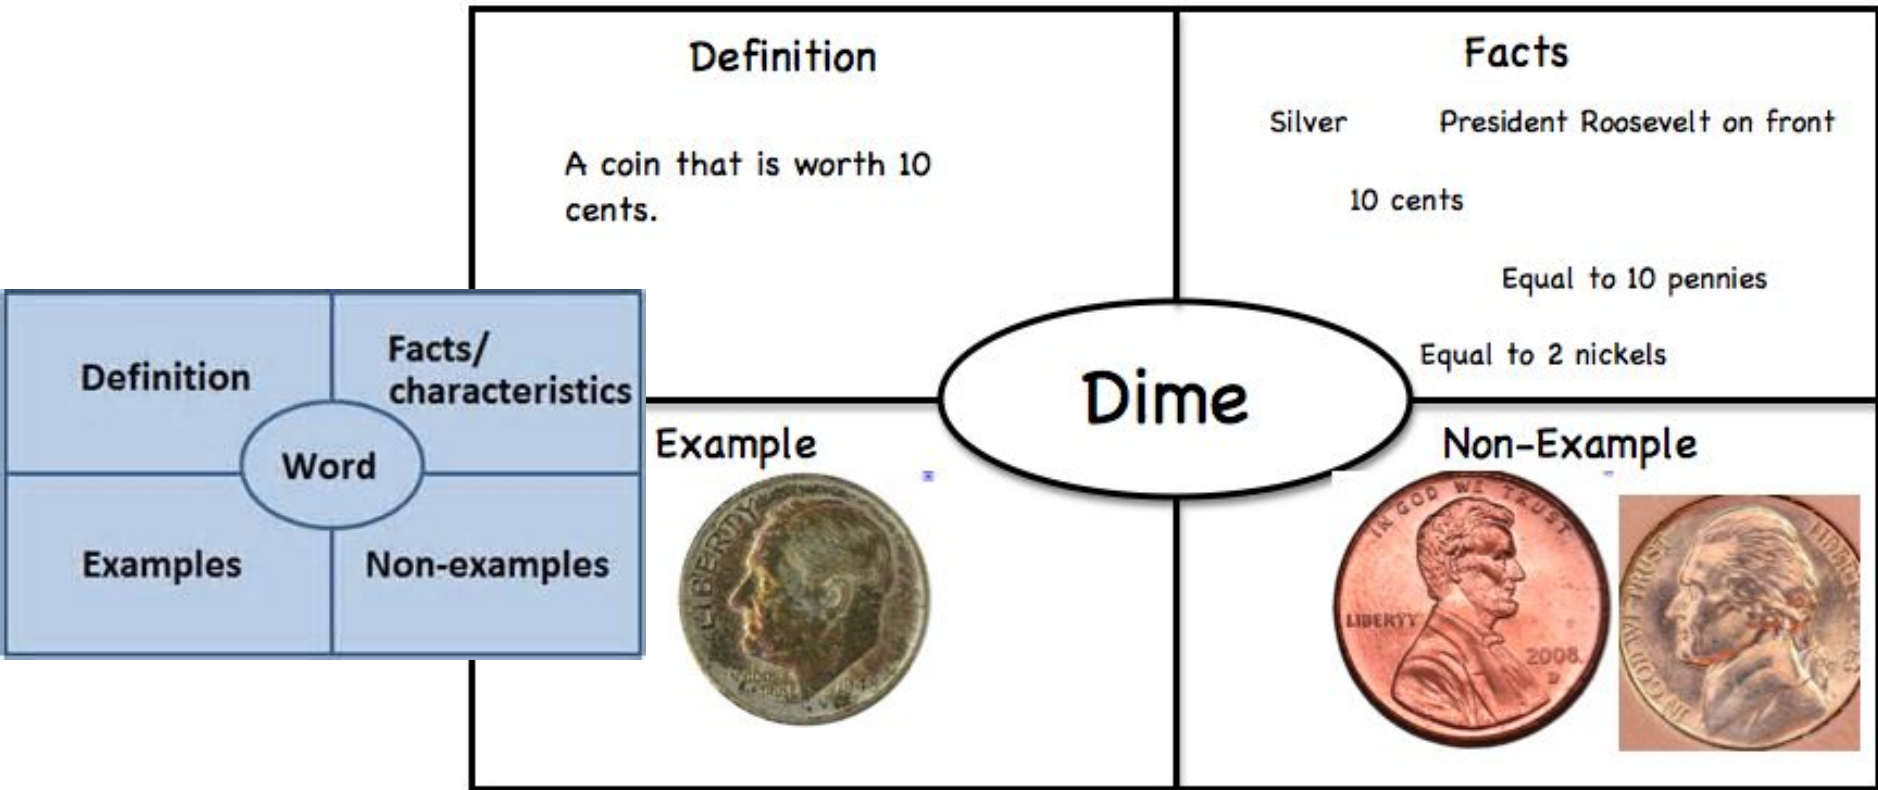 Definition
A coin that is worth 10
cents.
Facts
Silver
President Roosevelt on front
10 cents
Equal to 10 pennies
Equal to 2 nickels
Dime
Example
LIBERTY
Non-Example
IN GOD WE TRUST
LIBERTY
2008
D
IN GOD WE TRUST
Definition
Facts/
characteristics
Word
Examples
Non-examples